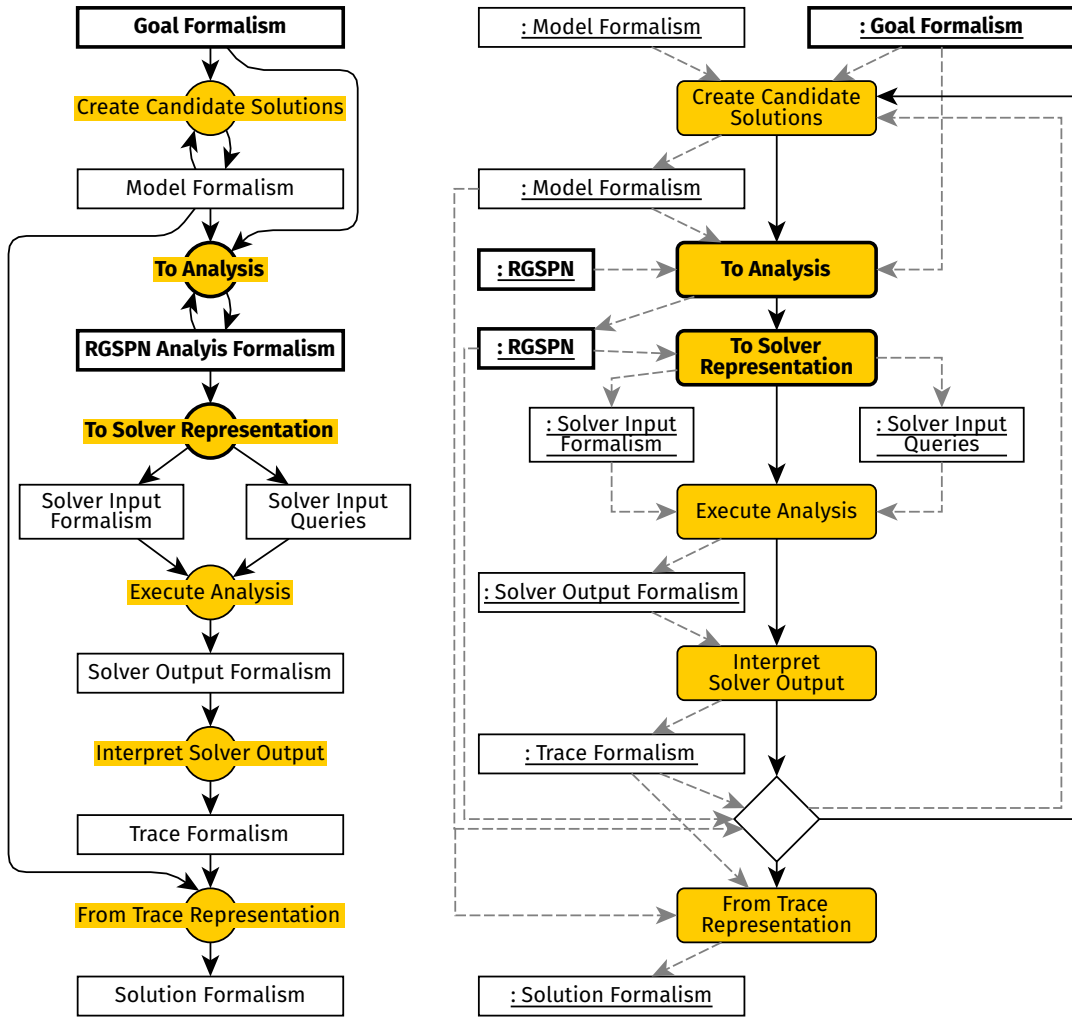 Goal Formalism
Create Candidate Solutions
Model Formalism
To Analysis
RGSPN Analyis Formalism
To Solver Representation
Solver Input
Formalism
Solver Input
Queries
Execute Analysis
Solver Output Formalism
Interpret Solver Output
Trace Formalism
From Trace Representation
Solution Formalism
: Model Formalism
: Goal Formalism
Create Candidate
Solutions
: Model Formalism
: RGSPN
To Analysis
: RGSPN
To Solver
Representation
: Solver Input
Formalism
: Solver Input
Queries
Execute Analysis
: Solver Output Formalism
Interpret
Solver Output
: Trace Formalism
From Trace
Representation
: Solution Formalism